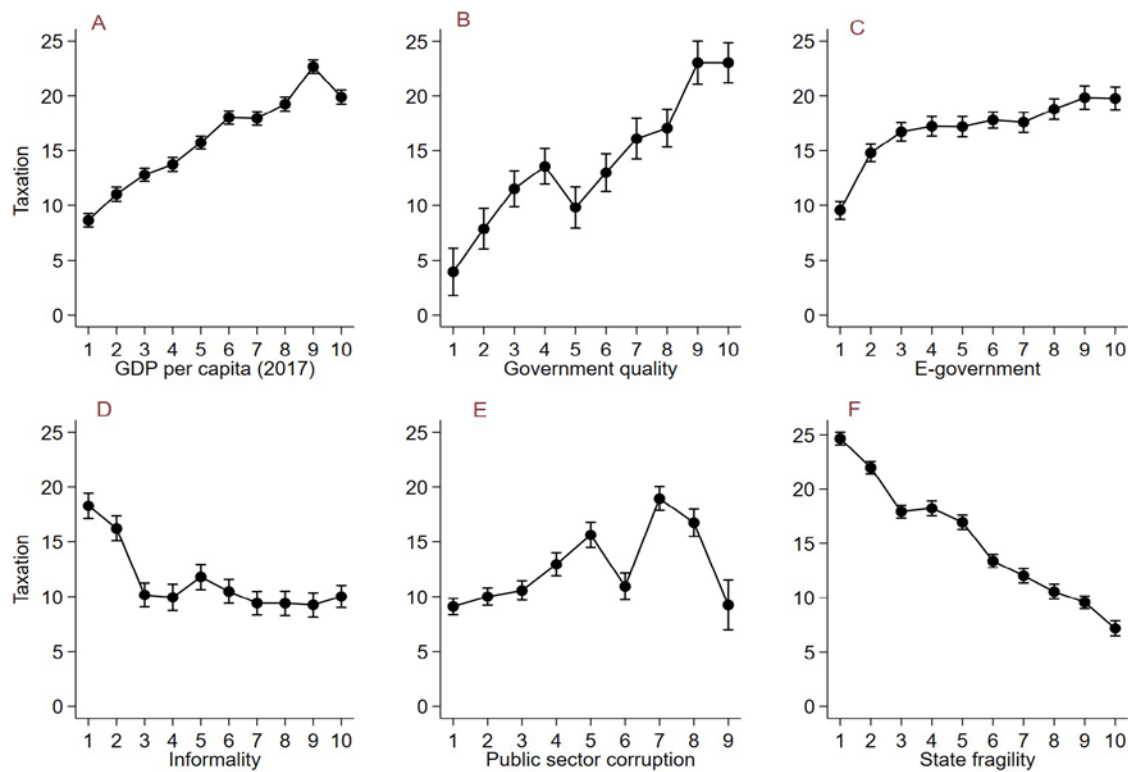 A
B
C
Taxation
25
20
15
10
5
0
25
20
15
10
5
0
25
20
15
10
5
0
1 2 3 4 5 6 7 8 9 10
1 2 3 4 5 6 7 8 9 10
1 2 3 4 5 6 7 8 9 10
GDP per capita (2017)
Government quality
E-government
D
E
F
Taxation
25
20
15
10
5
0
25
20
15
10
5
0
25
20
15
10
5
0
1 2 3 4 5 6 7 8 9 10
1 2 3 4 5 6 7 8 9
1 2 3 4 5 6 7 8 9 10
Informality
Public sector corruption
State fragility